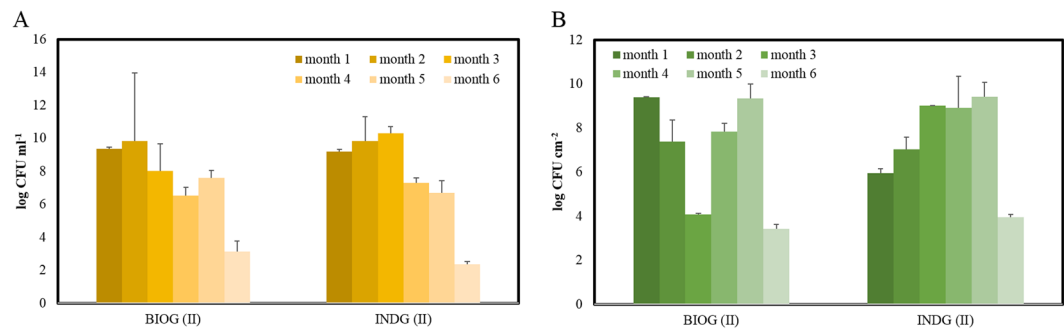 A
16
14
12
10
8
6
4
2
0
log CFU ml-1
month 1 month 2 month 3
month 4 month 5 month 6
BIOG (II) INDG (II)
B
12
10
8
6
4
2
0
log CFU cm-2
month 1 month 2 month 3
month 4 month 5 month 6
BIOG (II) INDG (II)